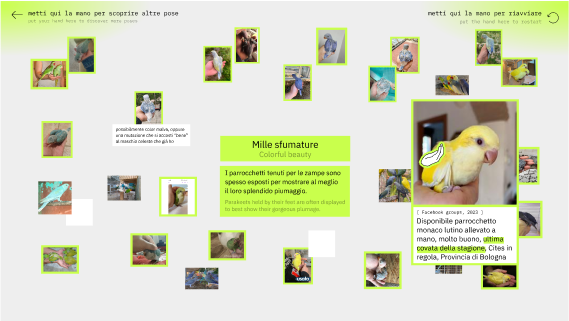 metti qui la mano per scoprire altre pose
put your hand here to discover more poses
metti qui la mano per riavviare
put the hand here to restart
possibilmente color malva, oppure
una mutazione che si accosti "bene"
al maschio celeste che già ho
Mille sfumature
Colorful beauty
I parrocchetti tenuti per le zampe sono
spesso esposti per mostrare al meglio
il loro splendido piumaggio.
Parakeets held by their feet are often displayed
to best show their gorgeous plumage.
[ Facebook groups, 2023 ]
Disponibile parrocchetto
monaco lutino allevato a
mano, molto buono, ultima
covata della stagione, Cites in
regola, Provincia di Bologna
usato